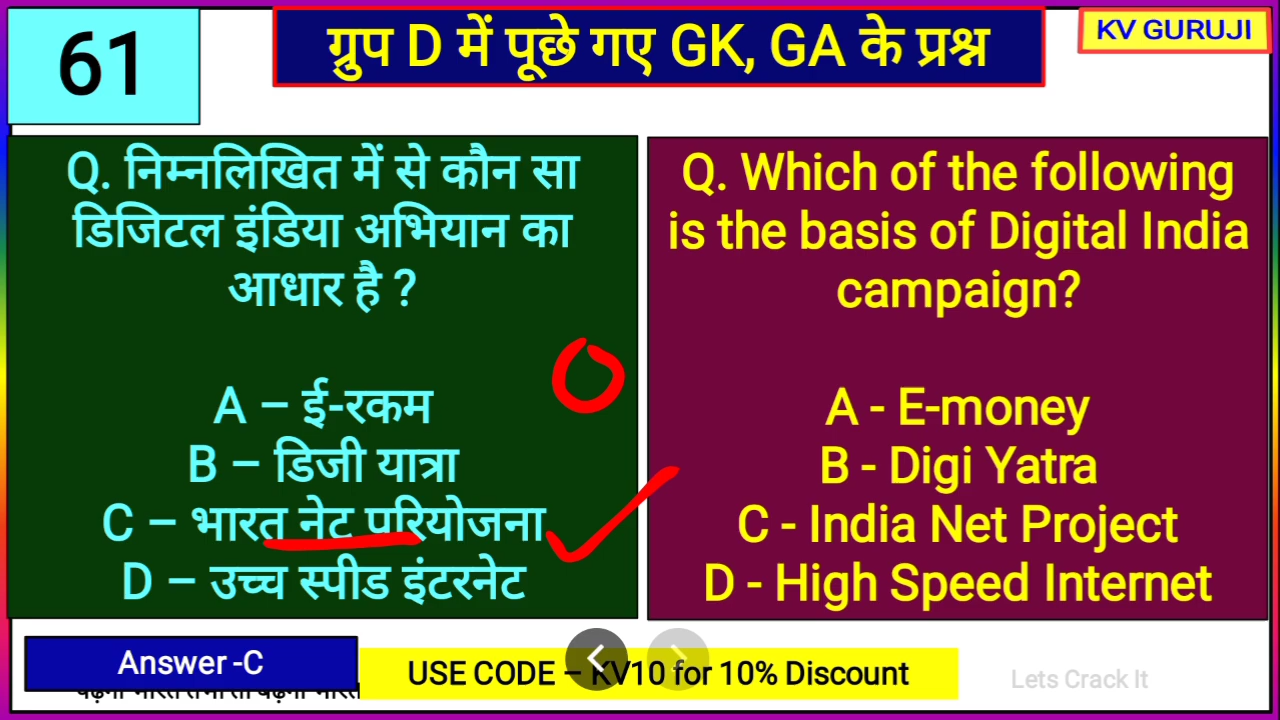 61
ग्रुप D में पूछे गए GK, GA के प्रश्न
KV GURUJI
Q. निम्नलिखित में से कौन सा
डिजिटल इंडिया अभियान का
आधार है ?
A – ई-रकम
B – डिजी यात्रा
C – भारत नेट परियोजना
D – उच्च स्पीड इंटरनेट
Q. Which of the following
is the basis of Digital India
campaign?
A - E-money
B - Digi Yatra
C - India Net Project
D - High Speed Internet
Answer -C
USE CODE – KV10 for 10% Discount
Lets Crack It